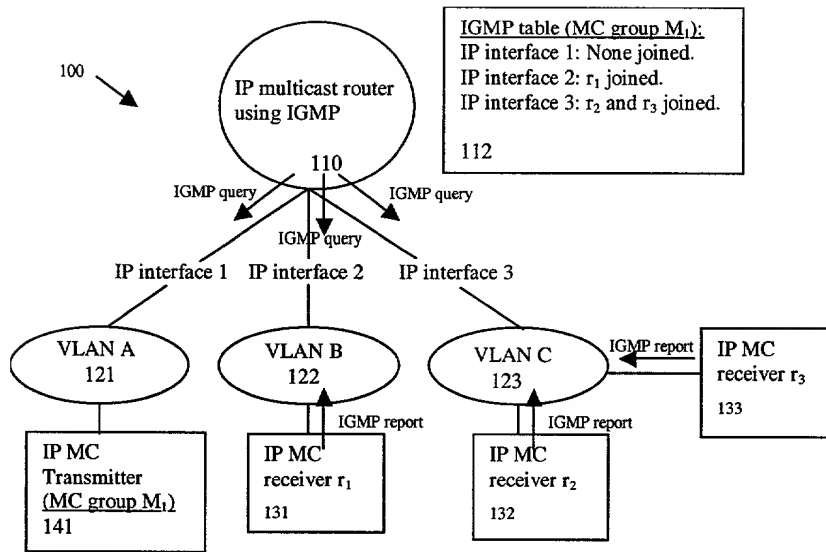 100
IP multicast router
using IGMP
110
IGMP table (MC group M₁):
IP interface 1: None joined.
IP interface 2: r₁ joined.
IP interface 3: r₂ and r₃ joined.
112
IGMP query
IGMP query
IGMP query
IP interface 1
IP interface 2
IP interface 3
VLAN A
121
VLAN B
122
VLAN C
123
IGMP report
IP MC
receiver r₃
133
IGMP report
IGMP report
IP MC
Transmitter
(MC group M₁)
141
IP MC
receiver r₁
131
IP MC
receiver r₂
132